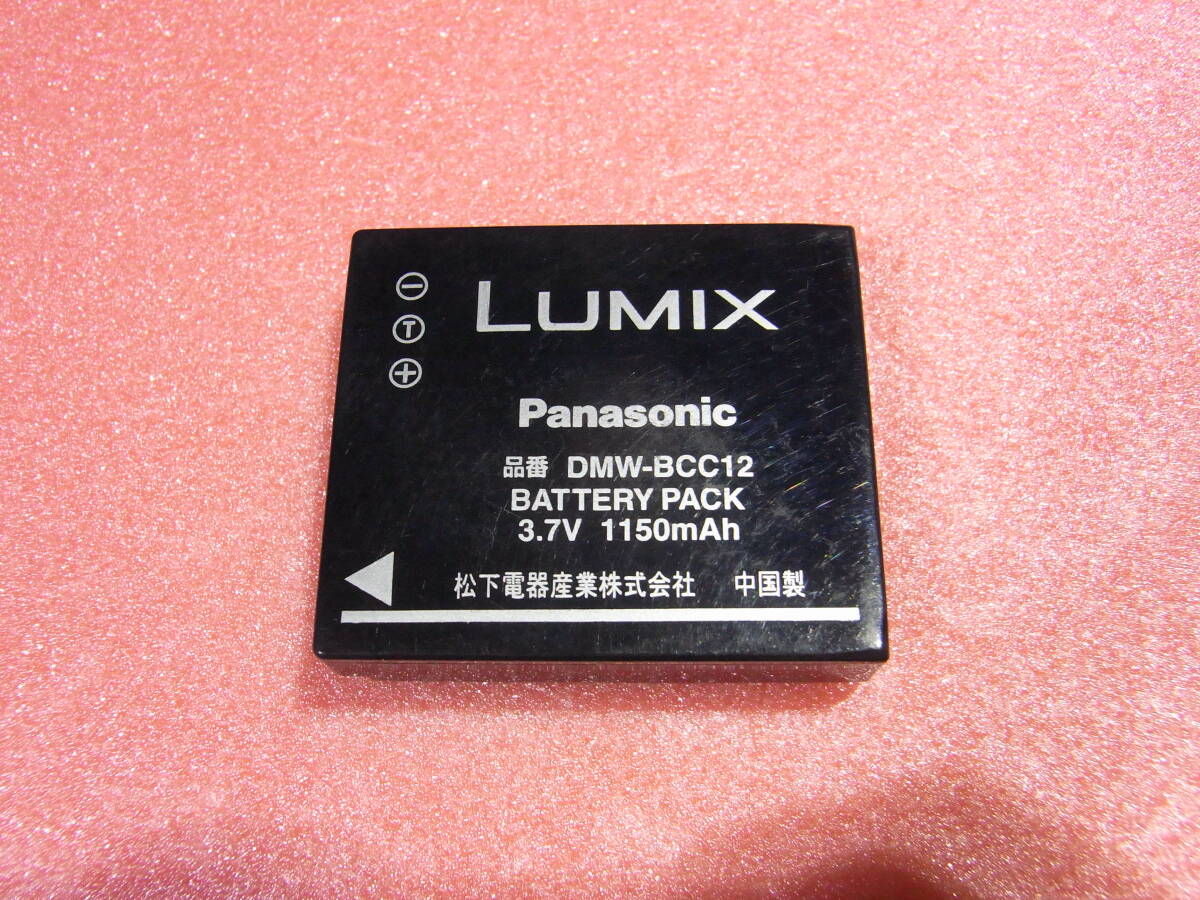 LUMIX
T
Panasonic
品番 DMW-BCC12
BATTERY PACK
3.7V 1150mAh
松下電器産業株式会社 中国製